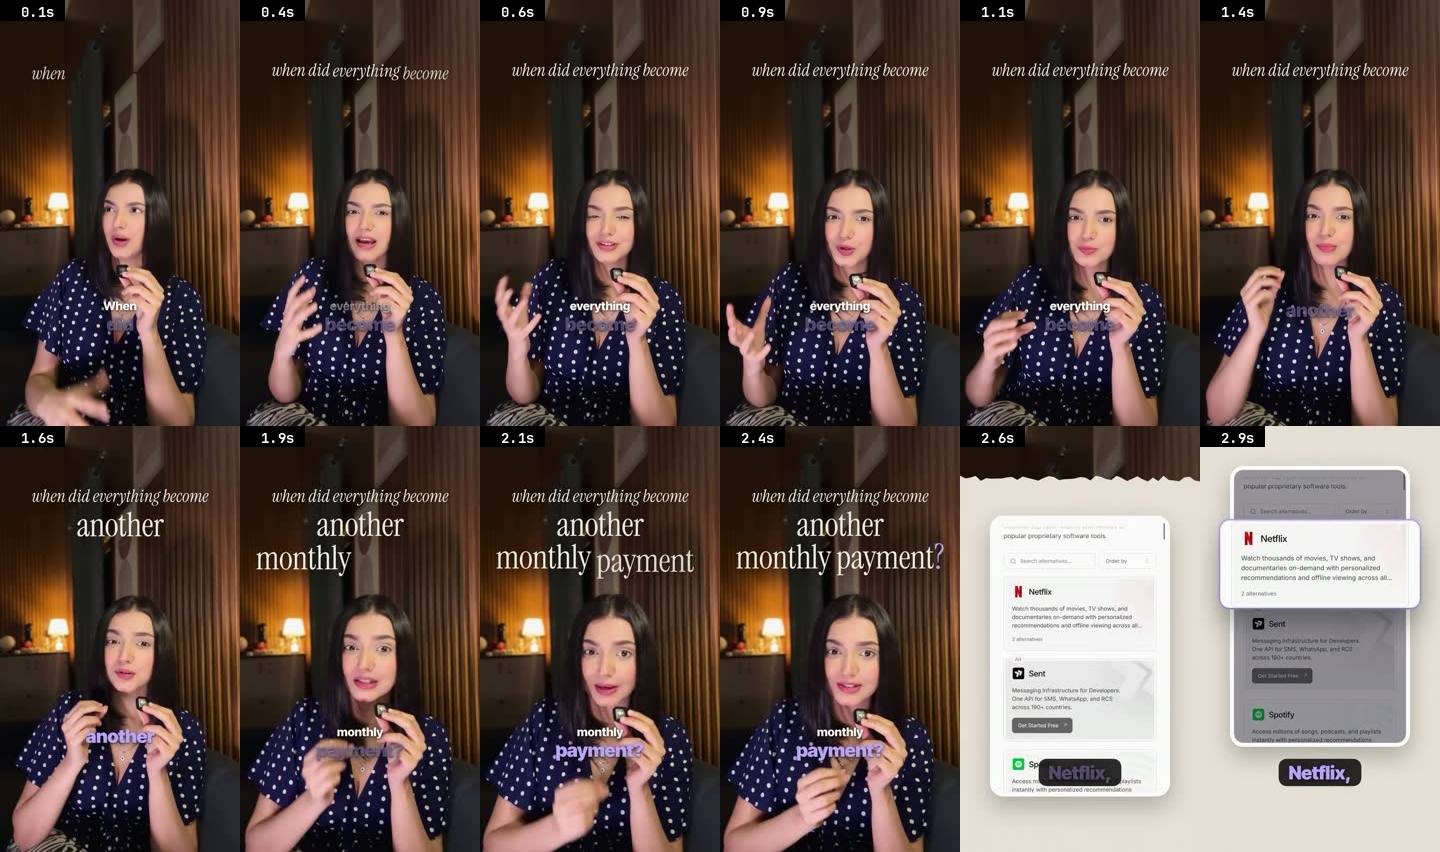 0.1s
when
When
did
0.4s
when did everything become
everything
become
0.6s
when did everything become
everything
become
0.9s
when did everything become
everything
become
1.1s
when did everything become
everything
become
1.4s
when did everything become
another
1.6s
when did everything become
another
another
1.9s
when did everything become
another
monthly
monthly
payment?
2.1s
when did everything become
another
monthly payment
monthly
payment?
2.4s
when did everything become
another
monthly payment?
monthly
payment?
2.6s
popular proprietary software tools.
Search alternatives...
Order by
Netflix
Watch thousands of movies, TV shows, and
documentaries on-demand with personalized
recommendations and offline viewing across all...
2 alternatives
Ad
Sent
Messaging Infrastructure for Developers.
One API for SMS, WhatsApp, and RCS
across 190+ countries.
Get Started Free
Netflix,
instantly with personalized recommendations
2.9s
popular proprietary software tools.
Search alternatives...
Order by
Netflix
Watch thousands of movies, TV shows, and
documentaries on-demand with personalized
recommendations and offline viewing across all...
2 alternatives
Sent
Messaging Infrastructure for Developers.
One API for SMS, WhatsApp, and RCS
across 190+ countries.
Get Started Free
Spotify
Access millions of songs, podcasts, and playlists
instantly with personalized recommendations
Netflix,